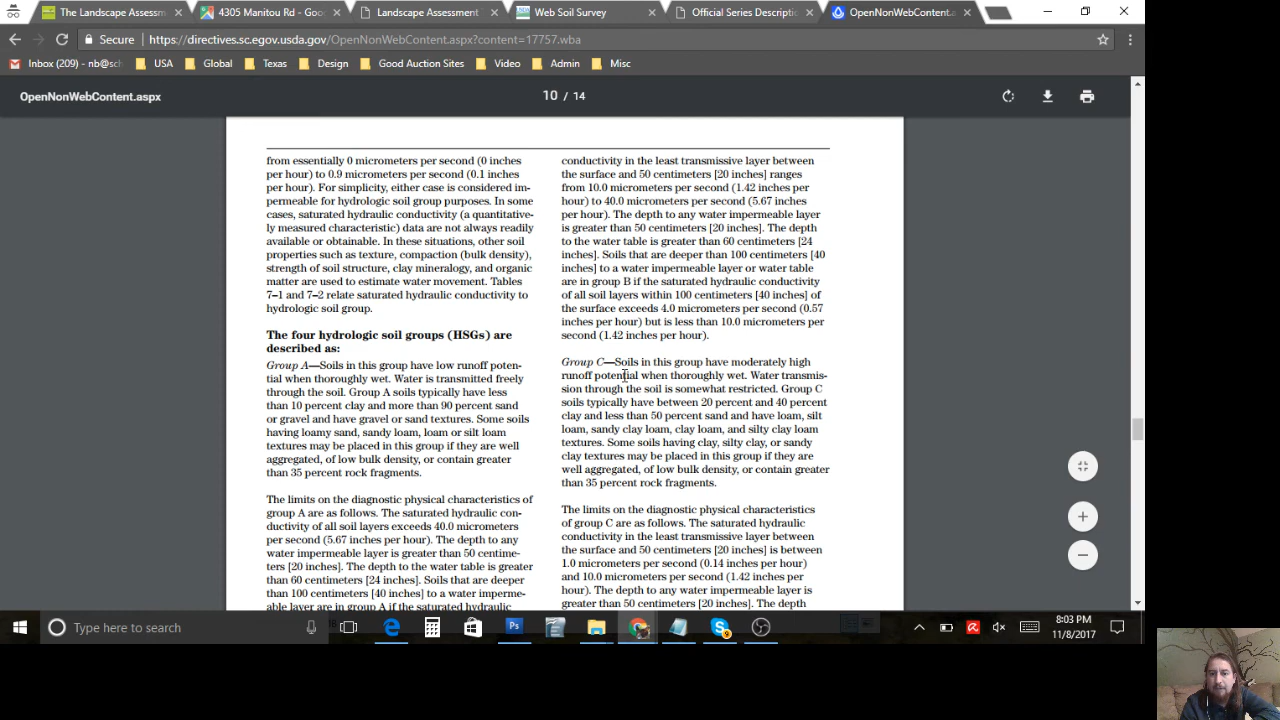 The Landscape Assessm
4305 Manitou Rd - Goo
Landscape Assessment
Web Soil Survey
Official Series Descripti
OpenNonWebContent.a
Secure
https://directives.sc.egov.usda.gov/OpenNonWebContent.aspx?content=17757.wba
Inbox (209) - nb@sch
USA
Global
Texas
Design
Good Auction Sites
Video
Admin
Misc
OpenNonWebContent.aspx
10 / 14
from essentially 0 micrometers per second (0 inches
per hour) to 0.9 micrometers per second (0.1 inches
per hour). For simplicity, either case is considered im-
permeable for hydrologic soil group purposes. In some
cases, saturated hydraulic conductivity (a quantitative-
ly measured characteristic) data are not always readily
available or obtainable. In these situations, other soil
properties such as texture, compaction (bulk density),
strength of soil structure, clay mineralogy, and organic
matter are used to estimate water movement. Tables
7–1 and 7–2 relate saturated hydraulic conductivity to
hydrologic soil group.
The four hydrologic soil groups (HSGs) are
described as:
Group A—Soils in this group have low runoff poten-
tial when thoroughly wet. Water is transmitted freely
through the soil. Group A soils typically have less
than 10 percent clay and more than 90 percent sand
or gravel and have gravel or sand textures. Some soils
having loamy sand, sandy loam, loam or silt loam
textures may be placed in this group if they are well
aggregated, of low bulk density, or contain greater
than 35 percent rock fragments.
The limits on the diagnostic physical characteristics of
group A are as follows. The saturated hydraulic con-
ductivity of all soil layers exceeds 40.0 micrometers
per second (5.67 inches per hour). The depth to any
water impermeable layer is greater than 50 centime-
ters [20 inches]. The depth to the water table is greater
than 60 centimeters [24 inches]. Soils that are deeper
than 100 centimeters [40 inches] to a water imperme-
able layer are in group A if the saturated hydraulic
conductivity in the least transmissive layer between
the surface and 50 centimeters [20 inches] ranges
from 10.0 micrometers per second (1.42 inches per
hour) to 40.0 micrometers per second (5.67 inches
per hour). The depth to any water impermeable layer
is greater than 50 centimeters [20 inches]. The depth
to the water table is greater than 60 centimeters [24
inches]. Soils that are deeper than 100 centimeters [40
inches] to a water impermeable layer or water table
are in group B if the saturated hydraulic conductivity
of all soil layers within 100 centimeters [40 inches] of
the surface exceeds 4.0 micrometers per second (0.57
inches per hour) but is less than 10.0 micrometers per
second (1.42 inches per hour).
Group C—Soils in this group have moderately high
runoff potential when thoroughly wet. Water transmis-
sion through the soil is somewhat restricted. Group C
soils typically have between 20 percent and 40 percent
clay and less than 50 percent sand and have loam, silt
loam, sandy clay loam, clay loam, and silty clay loam
textures. Some soils having clay, silty clay, or sandy
clay textures may be placed in this group if they are
well aggregated, of low bulk density, or contain greater
than 35 percent rock fragments.
The limits on the diagnostic physical characteristics
of group C are as follows. The saturated hydraulic
conductivity in the least transmissive layer between
the surface and 50 centimeters [20 inches] is between
1.0 micrometers per second (0.14 inches per hour)
and 10.0 micrometers per second (1.42 inches per
hour). The depth to any water impermeable layer is
greater than 50 centimeters [20 inches]. The depth
Type here to search
8:03 PM
11/8/2017